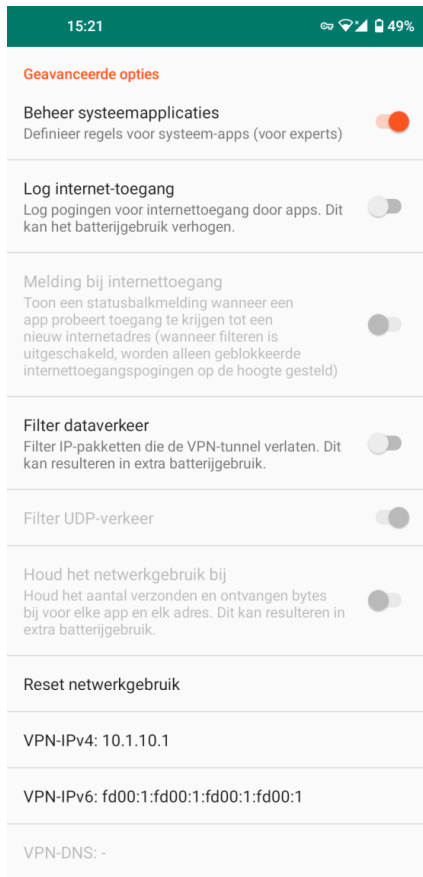 15:21
49%
Geavanceerde opties
Beheer systeemapplicaties
Definieer regels voor systeem-apps (voor experts)
Log internet-toegang
Log pogingen voor internettoegang door apps. Dit
kan het batterijgebruik verhogen.
Melding bij internettoegang
Toon een statusbalkmelding wanneer een
app probeert toegang te krijgen tot een
nieuw internetadres (wanneer filteren is
uitgeschakeld, worden alleen geblokkeerde
internettoegangspogingen op de hoogte gesteld)
Filter dataverkeer
Filter IP-pakketten die de VPN-tunnel verlaten. Dit
kan resulteren in extra batterijgebruik.
Filter UDP-verkeer
Houd het netwerkgebruik bij
Houd het aantal verzonden en ontvangen bytes
bij voor elke app en elk adres. Dit kan resulteren in
extra batterijgebruik.
Reset netwerkgebruik
VPN-IPv4: 10.1.10.1
VPN-IPv6: fd00:1:fd00:1:fd00:1:fd00:1
VPN-DNS: -